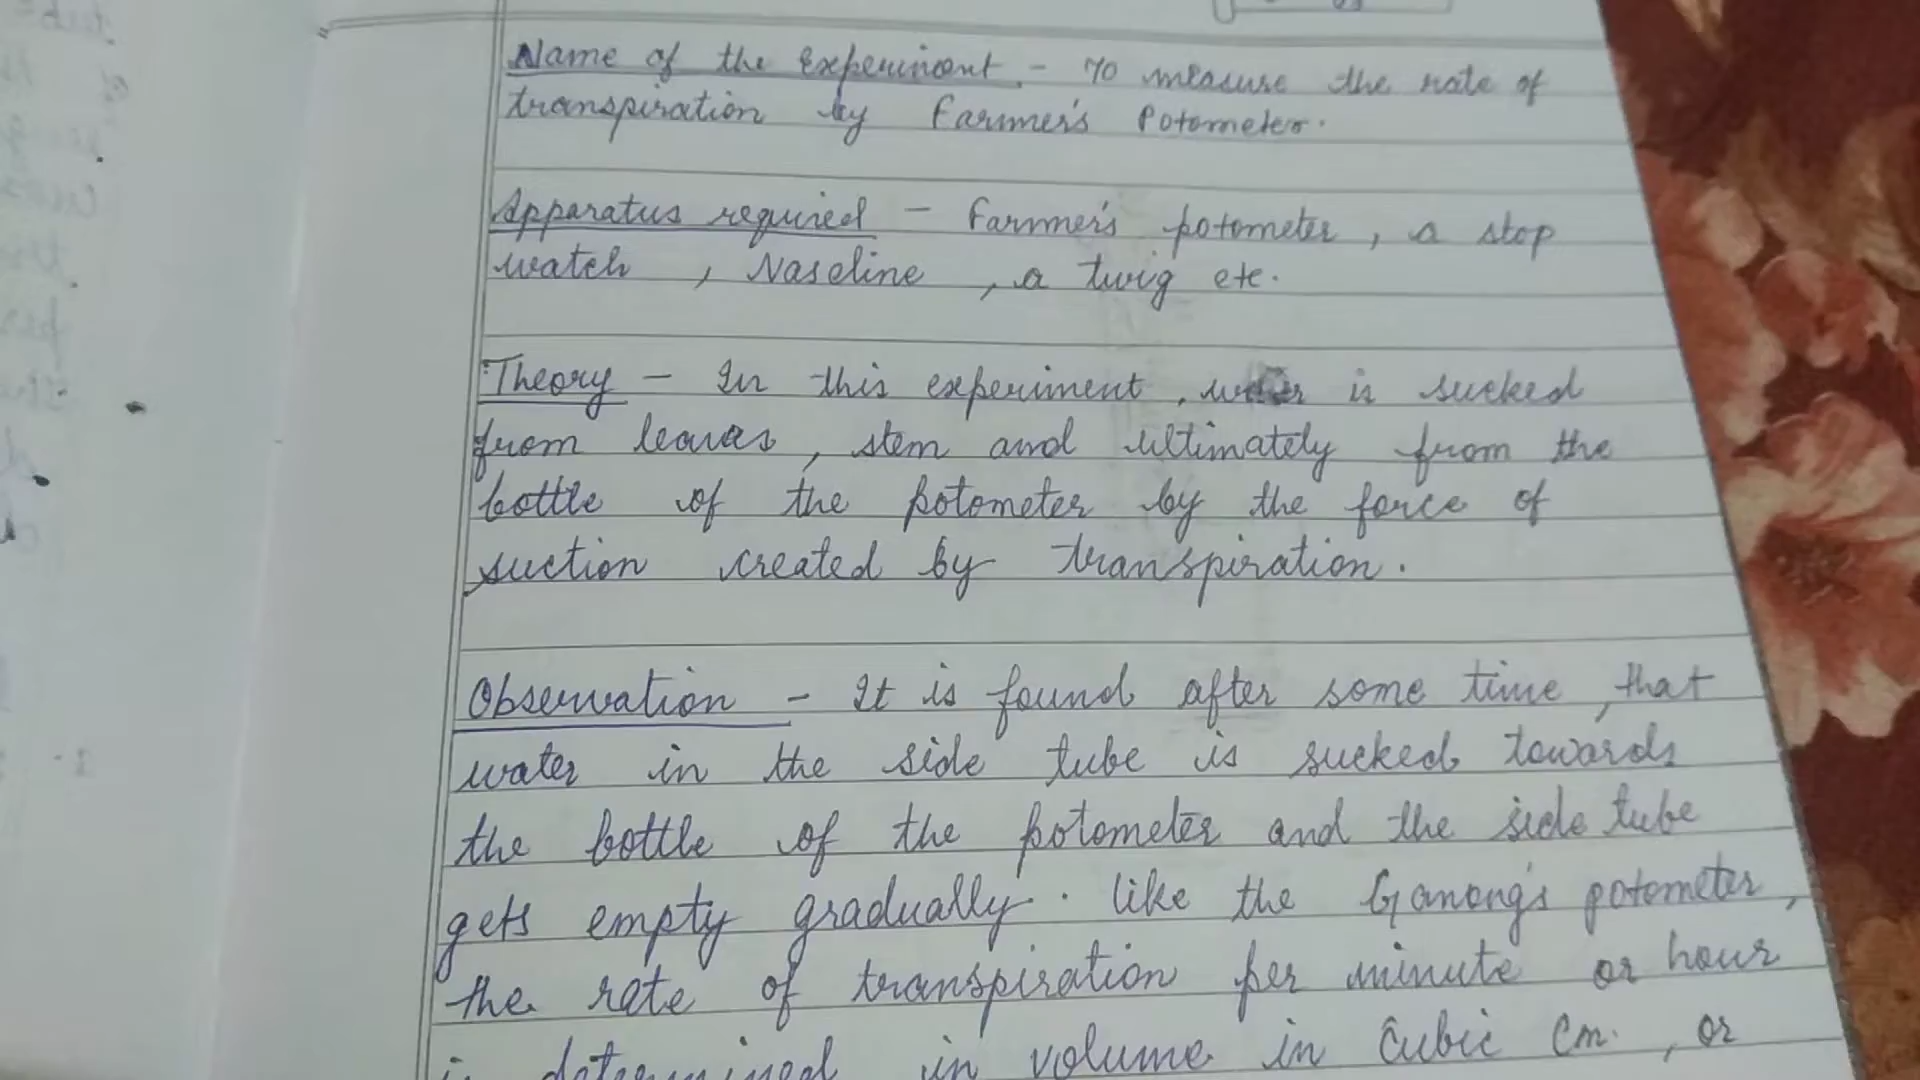 Name of the Experiment - To measure the rate of
transpiration by Farmer's Potometer.
Apparatus required - Farmer's potometer, a stop
watch, Vaseline, a twig etc.
Theory - In this experiment, water is sucked
from leaves, stem and ultimately from the
bottle of the potometer by the force of
suction created by transpiration.
Observation - It is found after some time, that
water in the side tube is sucked towards
the bottle of the potometer and the side tube
gets empty gradually. like the Ganong's potometer,
the rate of transpiration per minute or hour
is determined in volume in cubic cm., or